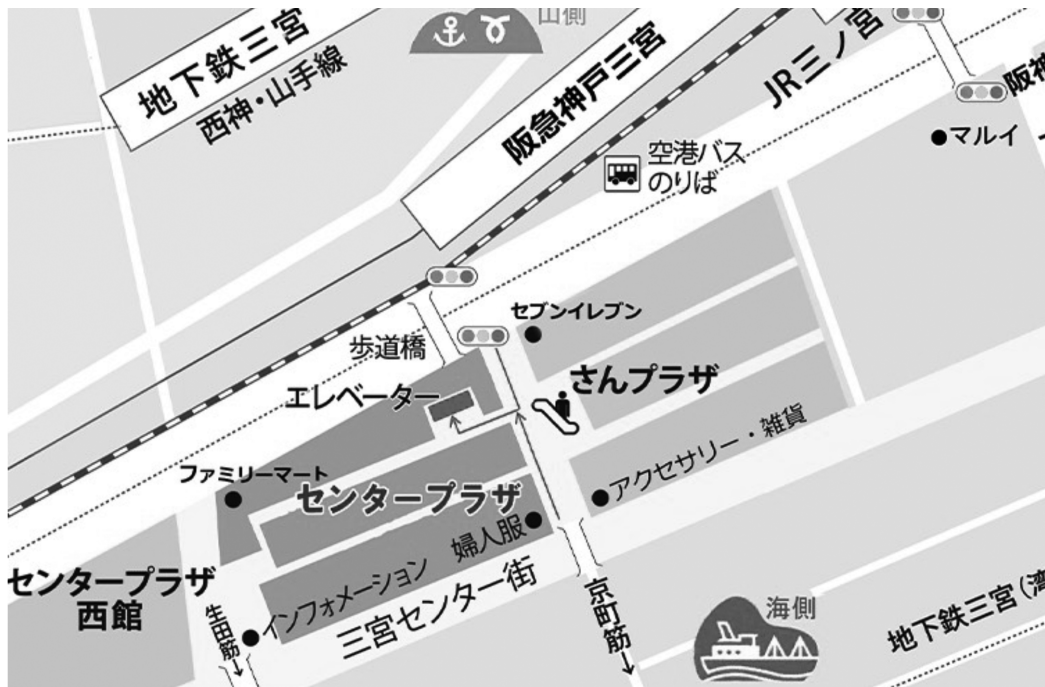 山側
地下鉄三宮
西神・山手線
阪急神戸三宮
JR三ノ宮
阪神
マルイ
空港バス
のりば
セブンイレブン
歩道橋
さんプラザ
エレベーター
アクセサリー・雑貨
ファミリーマート
センタープラザ
婦人服
インフォメーション
三宮センター街
センタープラザ
西館
生田筋→
京町筋→
海側
地下鉄三宮(湾